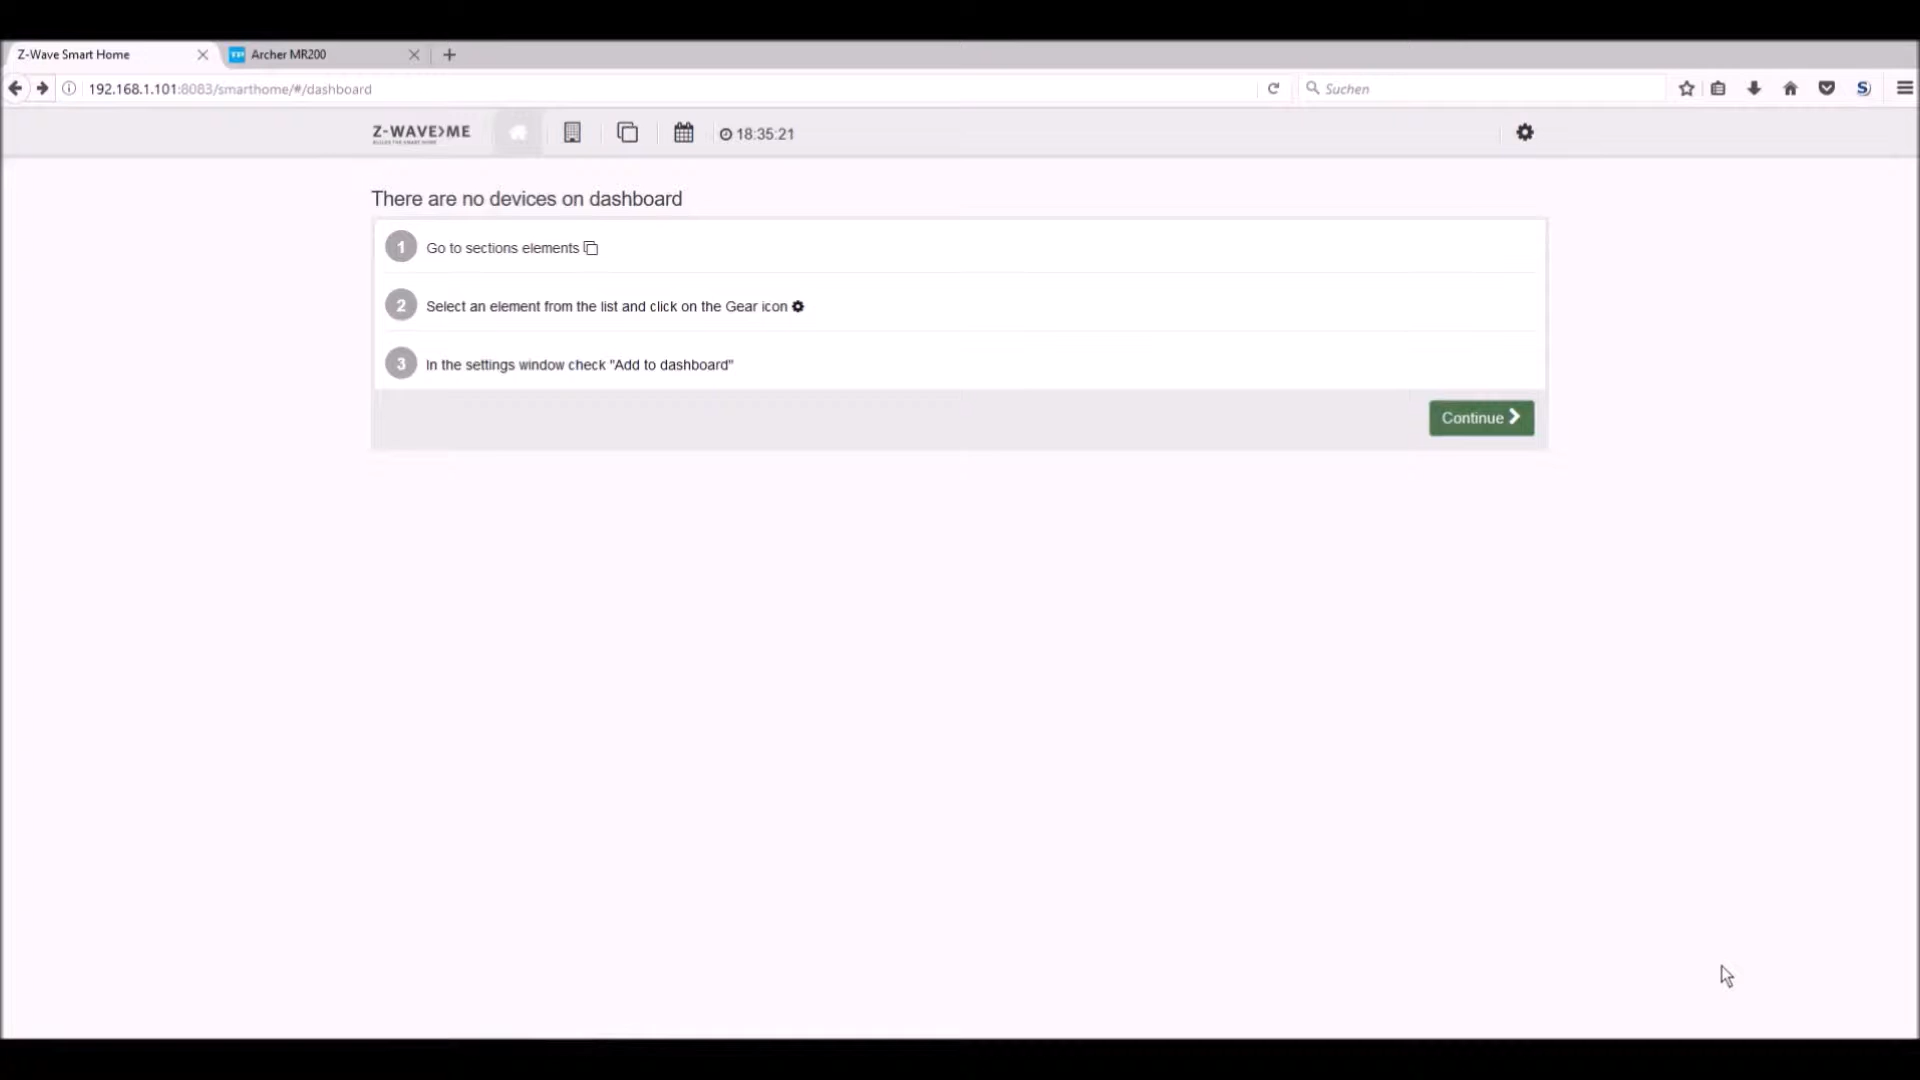 Z-Wave Smart Home
Archer MR200
192.168.1.101:8083/smarthome/#/dashboard
Suchen
Z-WAVE>ME
18:35:21
There are no devices on dashboard
1 Go to sections elements
2 Select an element from the list and click on the Gear icon
3 In the settings window check "Add to dashboard"
Continue